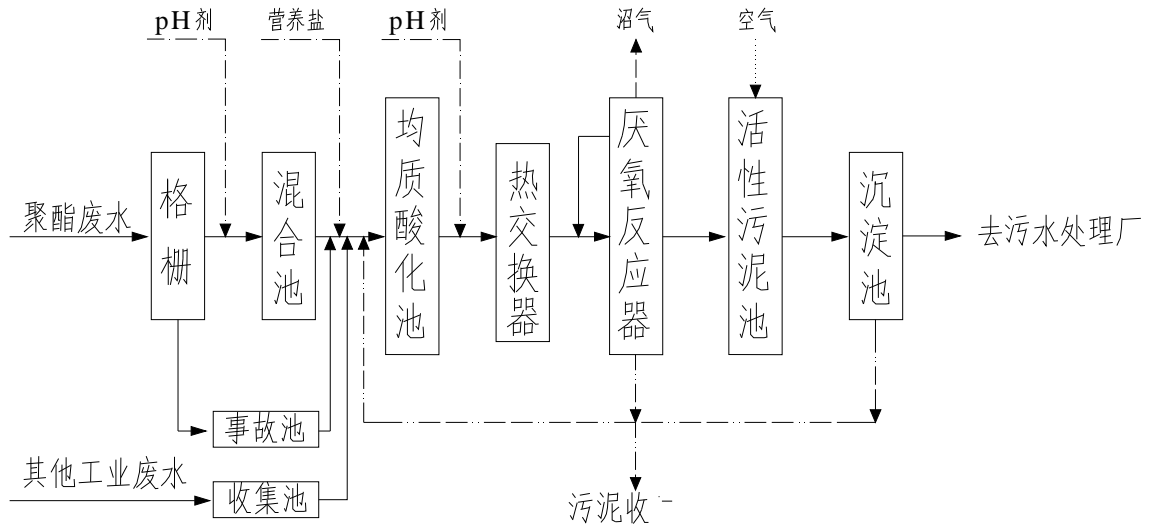 pH剂
营养盐
pH剂
沼气
空气
聚酯废水
格栅
混合池
均质酸化池
热交换器
厌氧反应器
活性污泥池
沉淀池
去污水处理厂
事故池
其他工业废水
收集池
污泥收